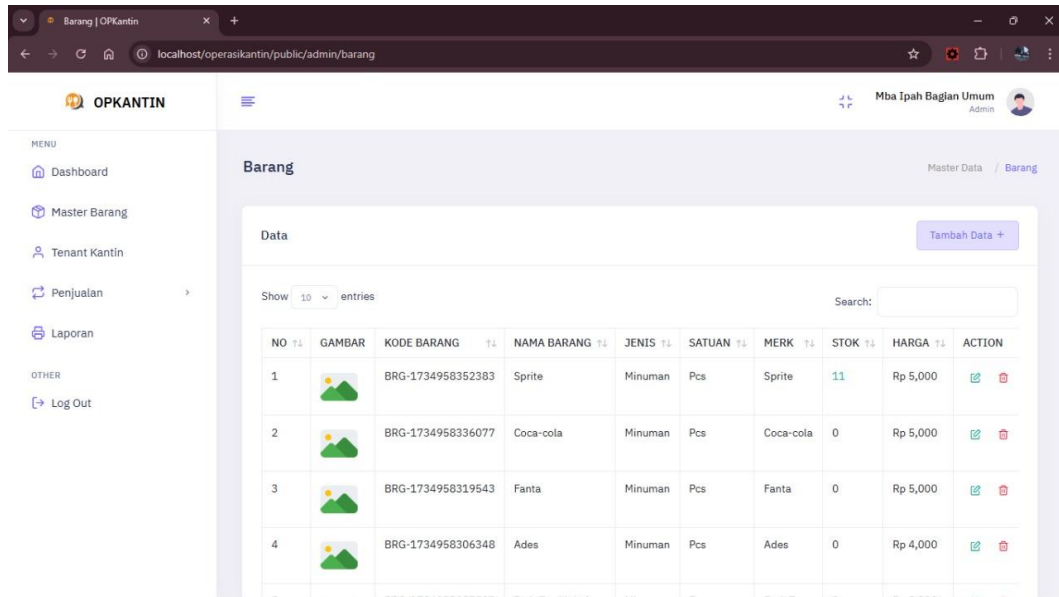 Barang | OPKantin
localhost/operasikantin/public/admin/barang
OPKANTIN
Mba Ipah Bagian Umum
Admin
MENU
Dashboard
Master Barang
Tenant Kantin
Penjualan
Laporan
OTHER
Log Out
Barang
Master Data / Barang
Data
Tambah Data +
Show 10 entries
Search:
NO GAMBAR KODE BARANG NAMA BARANG JENIS SATUAN MERK STOK HARGA ACTION
1 BRG-1734958352383 Sprite Minuman Pcs Sprite 11 Rp 5,000
2 BRG-1734958336077 Coca-cola Minuman Pcs Coca-cola 0 Rp 5,000
3 BRG-1734958319543 Fanta Minuman Pcs Fanta 0 Rp 5,000
4 BRG-1734958306348 Ades Minuman Pcs Ades 0 Rp 4,000